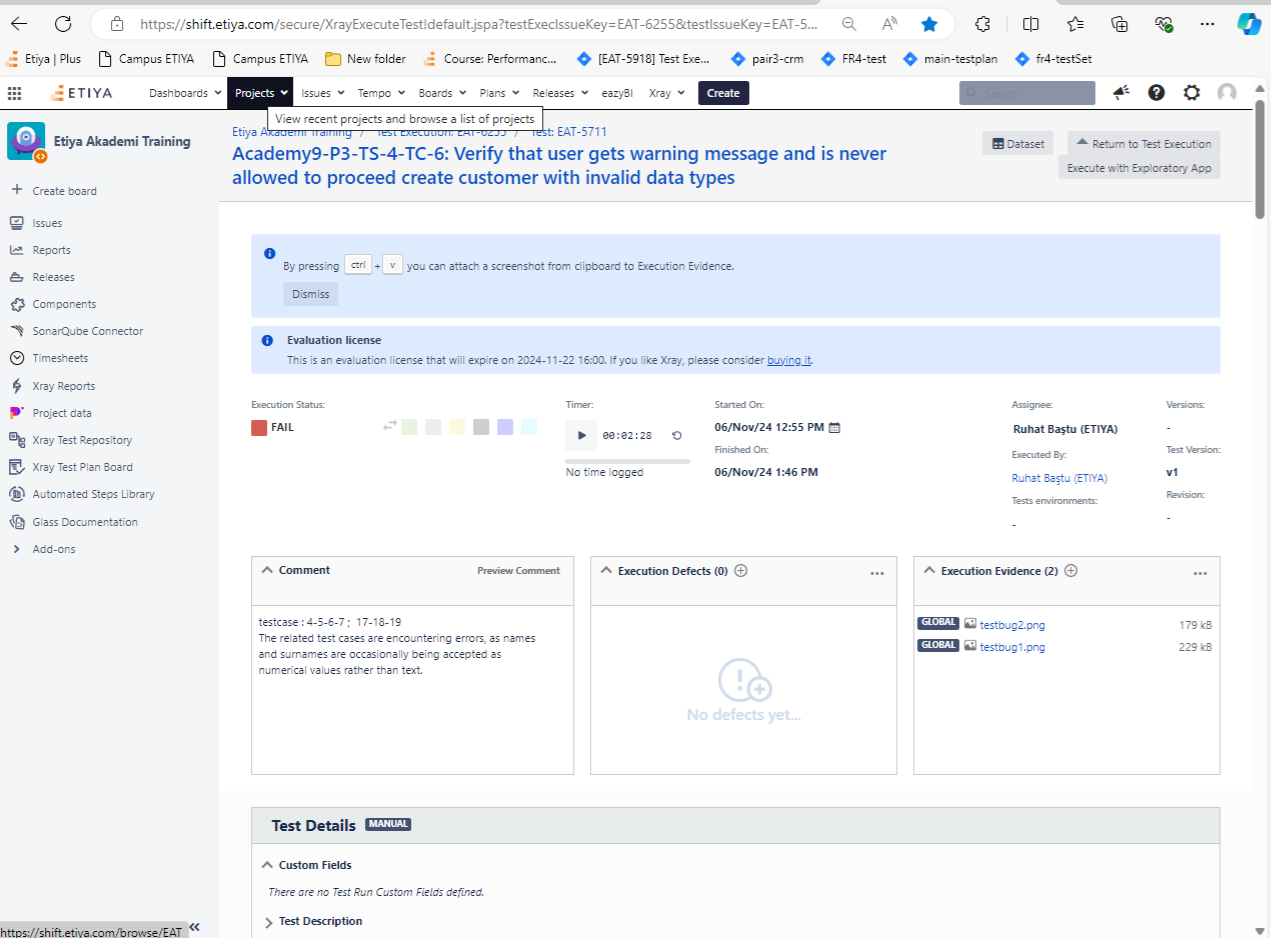 https://shift.etiya.com/secure/XrayExecuteTest!default.jspa?testExecIssueKey=EAT-6255&testIssueKey=EAT-5...
Etiya | Plus
Campus ETIYA
Campus ETIYA
New folder
Course: Performanc...
[EAT-5918] Test Exe...
pair3-crm
FR4-test
main-testplan
fr4-testSet
ETIYA
Dashboards
Projects
Issues
Tempo
Boards
Plans
Releases
eazyBI
Xray
Create
Search
View recent projects and browse a list of projects
Etiya Akademi Training
Create board
Issues
Reports
Releases
Components
SonarQube Connector
Timesheets
Xray Reports
Project data
Xray Test Repository
Xray Test Plan Board
Automated Steps Library
Glass Documentation
Add-ons
https://shift.etiya.com/browse/EAT
Etiya Akademi Training / Test Execution: EAT-6255 / Test: EAT-5711
Academy9-P3-TS-4-TC-6: Verify that user gets warning message and is never
allowed to proceed create customer with invalid data types
Dataset
Return to Test Execution
Execute with Exploratory App
By pressing ctrl + v you can attach a screenshot from clipboard to Execution Evidence.
Dismiss
Evaluation license
This is an evaluation license that will expire on 2024-11-22 16:00. If you like Xray, please consider buying it.
Execution Status:
FAIL
Timer:
00:02:28
No time logged
Started On:
06/Nov/24 12:55 PM
Finished On:
06/Nov/24 1:46 PM
Assignee:
Ruhat Baştu (ETIYA)
Executed By:
Ruhat Baştu (ETIYA)
Tests environments:
-
Versions:
-
Test Version:
v1
Revision:
-
Comment
Preview Comment
testcase : 4-5-6-7 ; 17-18-19
The related test cases are encountering errors, as names
and surnames are occasionally being accepted as
numerical values rather than text.
Execution Defects (0)
No defects yet...
Execution Evidence (2)
GLOBAL testbug2.png 179 kB
GLOBAL testbug1.png 229 kB
Test Details MANUAL
Custom Fields
There are no Test Run Custom Fields defined.
Test Description